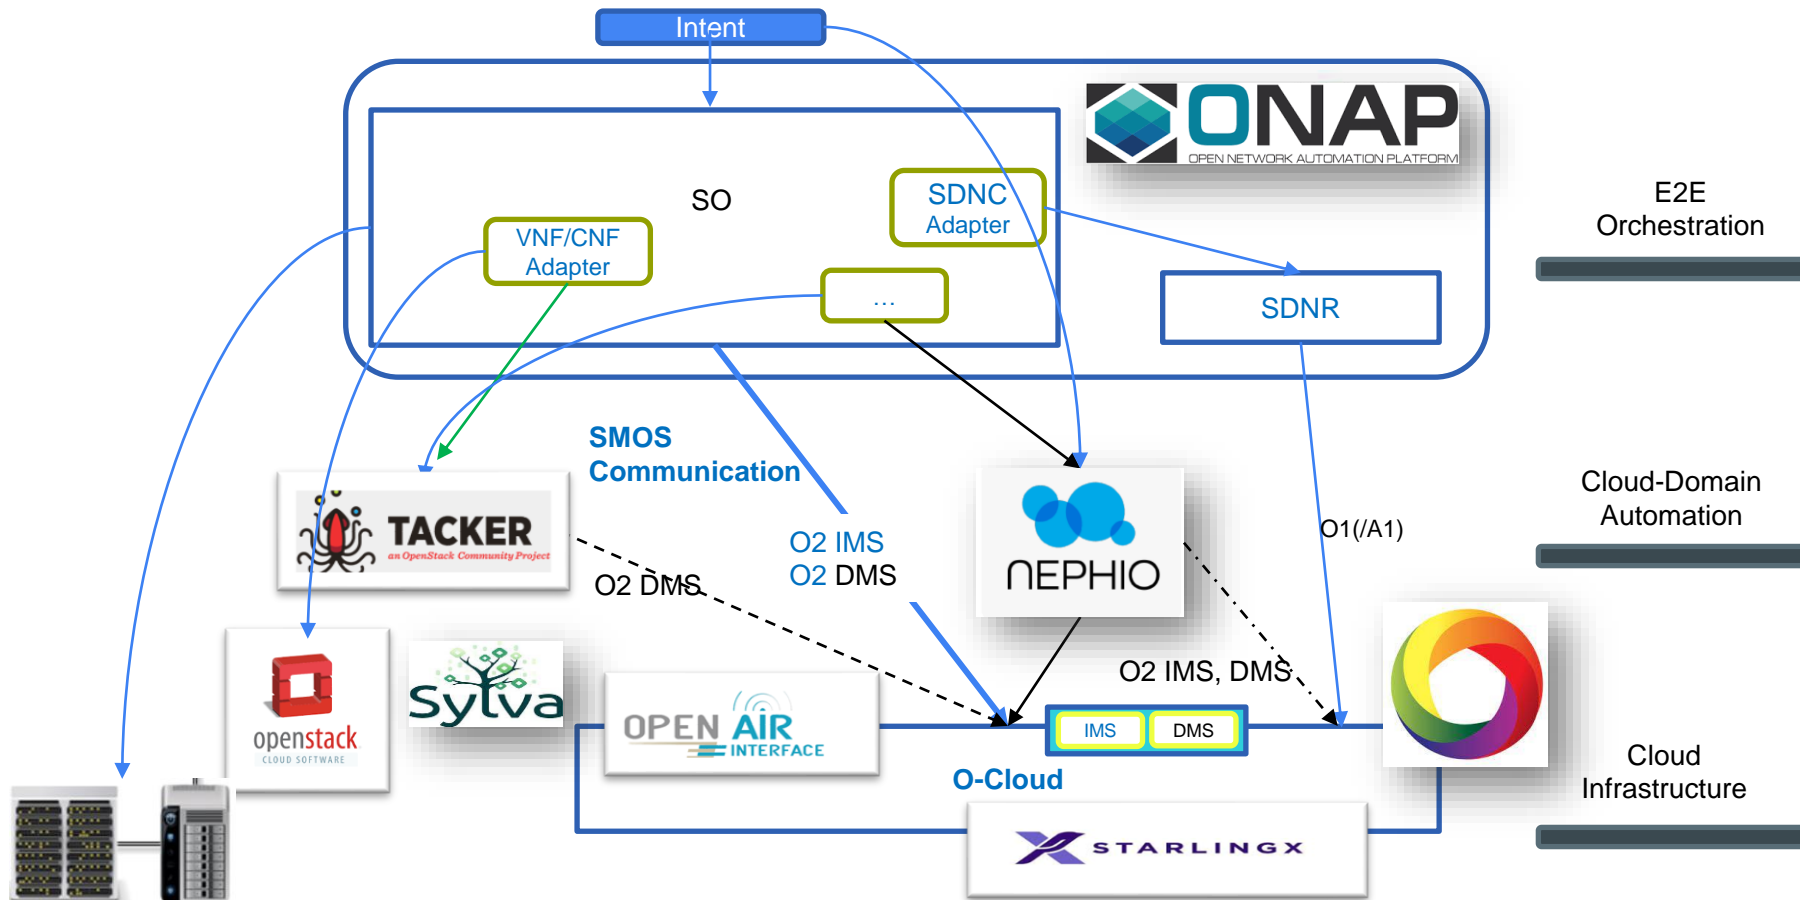 Intent
ONAP
OPEN NETWORK AUTOMATION PLATFORM
SO
SDNC
Adapter
VNF/CNF
Adapter
...
SDNR
E2E
Orchestration
SMOS
Communication
TACKER
an OpenStack Community Project
O2 IMS
O2 DMS
O2 DMS
NEPHIO
O1(/A1)
Cloud-Domain
Automation
O2 IMS, DMS
openstack
CLOUD SOFTWARE
Sylva
OPEN AIR
INTERFACE
IMS
DMS
O-Cloud
STARLINGX
Cloud
Infrastructure